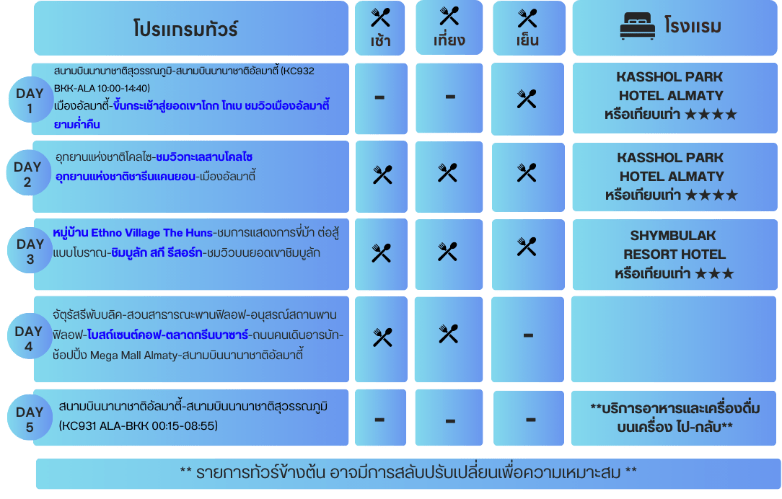 โปรแกรมทัวร์
เช้า
เที่ยง
เย็น
โรงแรม
DAY
1
สนามบินนานาชาติสุวรรณภูมิ-สนามบินนานาชาติอัลมาตี้ (KC932
BKK-ALA 10:00-14:40)
เมืองอัลมาตี้-ขึ้นกระเช้าสู่ยอดเขาโกก โทเบ ชมวิวเมืองอัลมาตี้
ยามค่ำคืน
-
-
KASSHOL PARK
HOTEL ALMATY
หรือเทียบเท่า ★★★★
DAY
2
อุทยานแห่งชาติโคลไซ-ชมวิวทะเลสาบโคลไซ
อุทยานแห่งชาติชารีนแคนยอน-เมืองอัลมาตี้
KASSHOL PARK
HOTEL ALMATY
หรือเทียบเท่า ★★★★
DAY
3
หมู่บ้าน Ethno Village The Huns-ชมการแสดงการขี่ม้า ต่อสู้
แบบโบราณ-ชิมบูลัก สกี รีสอร์ท-ชมวิวบนยอดเขาชิมบูลัก
SHYMBULAK
RESORT HOTEL
หรือเทียบเท่า ★★★
DAY
4
จัตุรัสรีพับบลิค-สวนสาธารณะพานฟิลอฟ-อนุสรณ์สถานพาน
ฟิลอฟ-โบสถ์เซนต์คอฟ-ตลาดกรีนบาซาร์-ถนนคนเดินอารบัท-
ช้อปปิ้ง Mega Mall Almaty-สนามบินนานาชาติอัลมาตี้
-
DAY
5
สนามบินนานาชาติอัลมาตี้-สนามบินนานาชาติสุวรรณภูมิ
(KC931 ALA-BKK 00:15-08:55)
-
-
-
**บริการอาหารและเครื่องดื่ม
บนเครื่อง ไป-กลับ**
** รายการทัวร์ข้างต้น อาจมีการสลับปรับเปลี่ยนเพื่อความเหมาะสม **